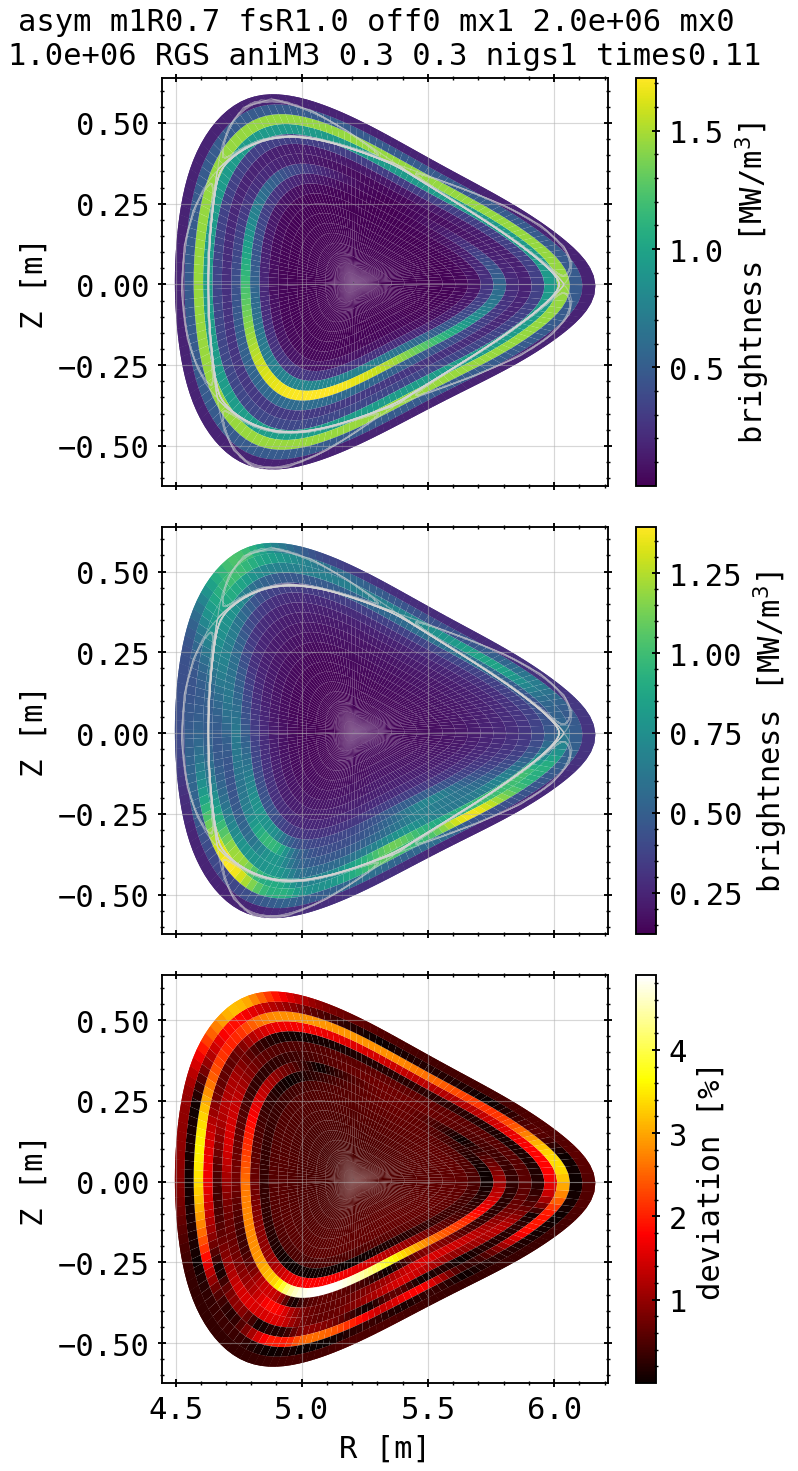 asym m1R0.7 fsR1.0 off0 mx1 2.0e+06 mx0
1.0e+06 RGS aniM3 0.3 0.3 nigs1 times0.11
0.50
0.25
0.00
−0.25
−0.50
Z [m]
1.5
1.0
0.5
brightness [MW/m³]
0.50
0.25
0.00
−0.25
−0.50
Z [m]
1.25
1.00
0.75
0.50
0.25
brightness [MW/m³]
0.50
0.25
0.00
−0.25
−0.50
Z [m]
4
3
2
1
deviation [%]
4.5 5.0 5.5 6.0
R [m]